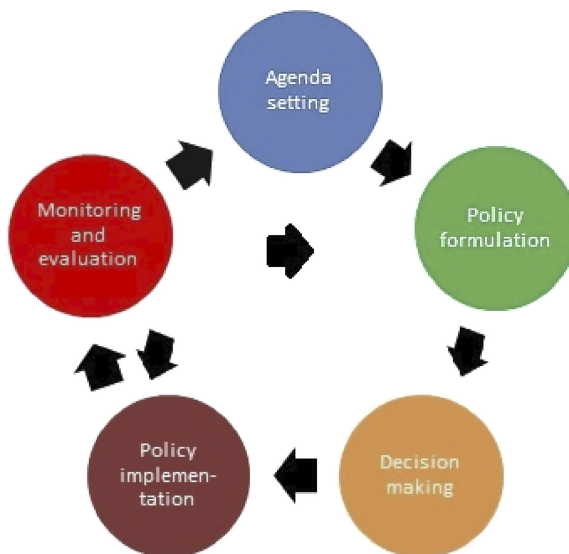 Agenda
setting
Policy
formulation
Decision
making
Policy
implemen-
tation
Monitoring
and
evaluation